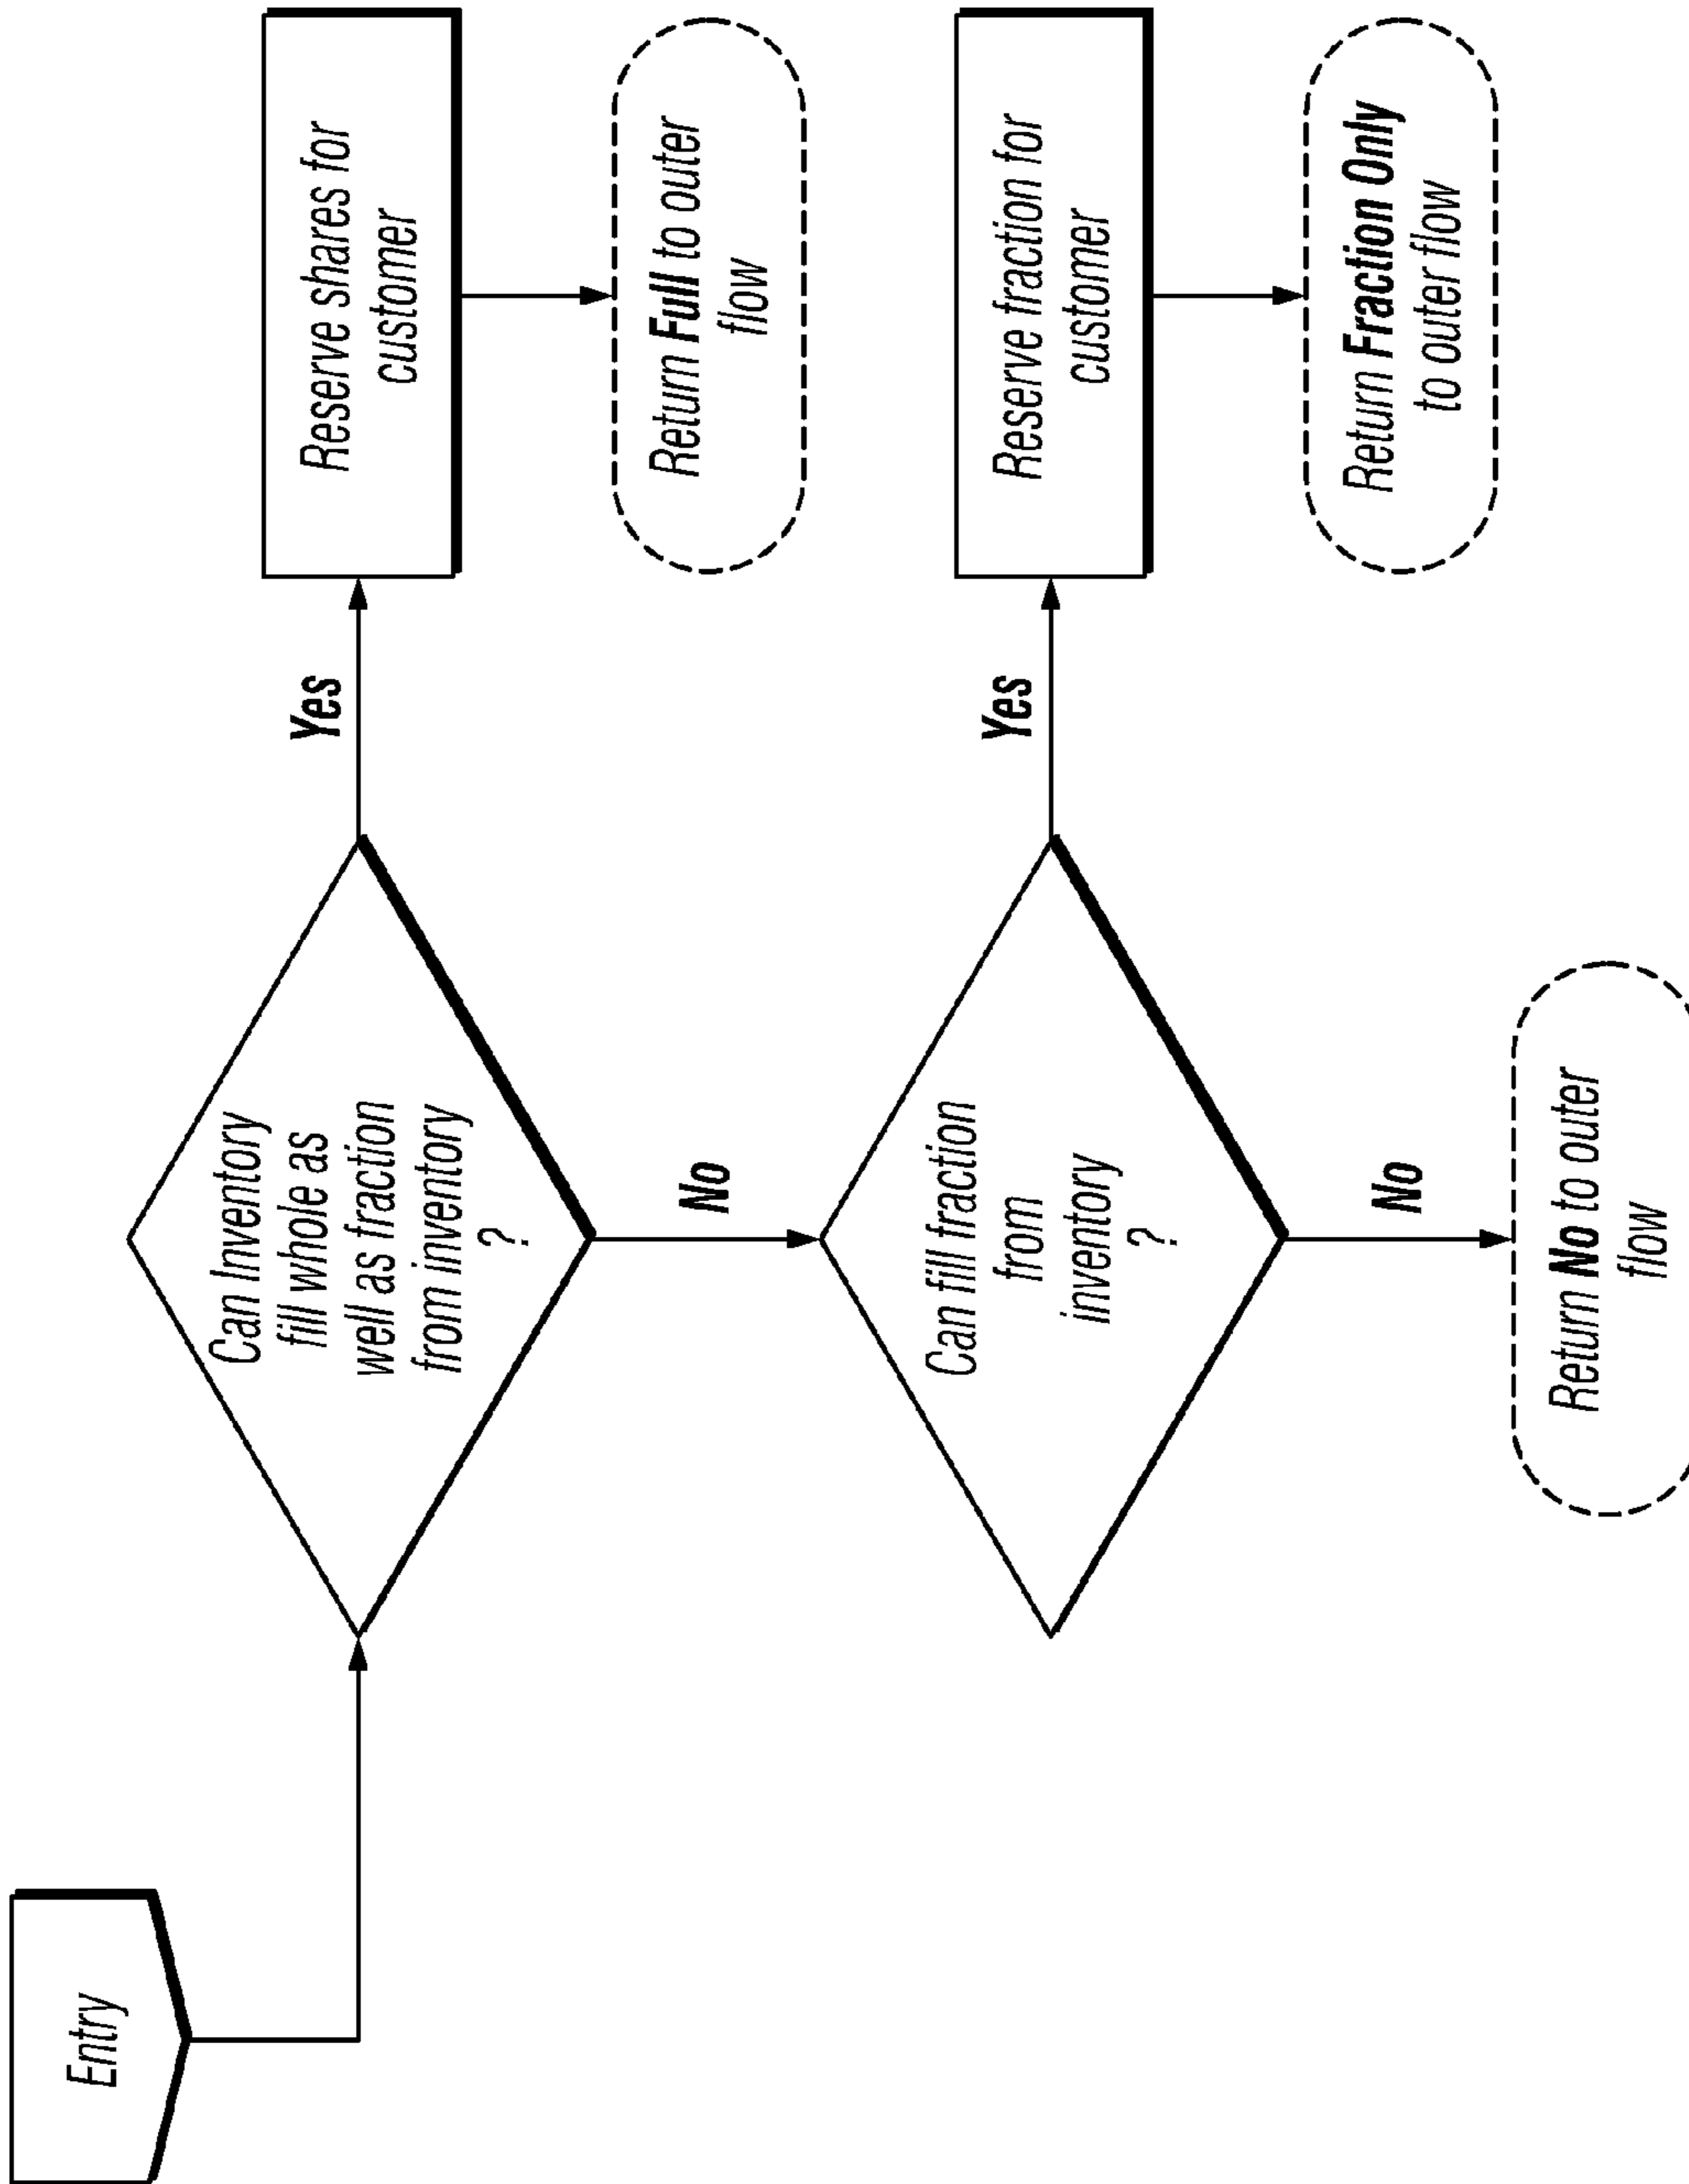 Entry
Can Inventory
fill whole as
well as fraction
from inventory
?
Yes
Reserve shares for
customer
Return Full to outer
flow
No
Can fill fraction
from
inventory
?
Yes
Reserve fraction for
customer
Return Fraction Only
to outer flow
No
Return No to outer
flow